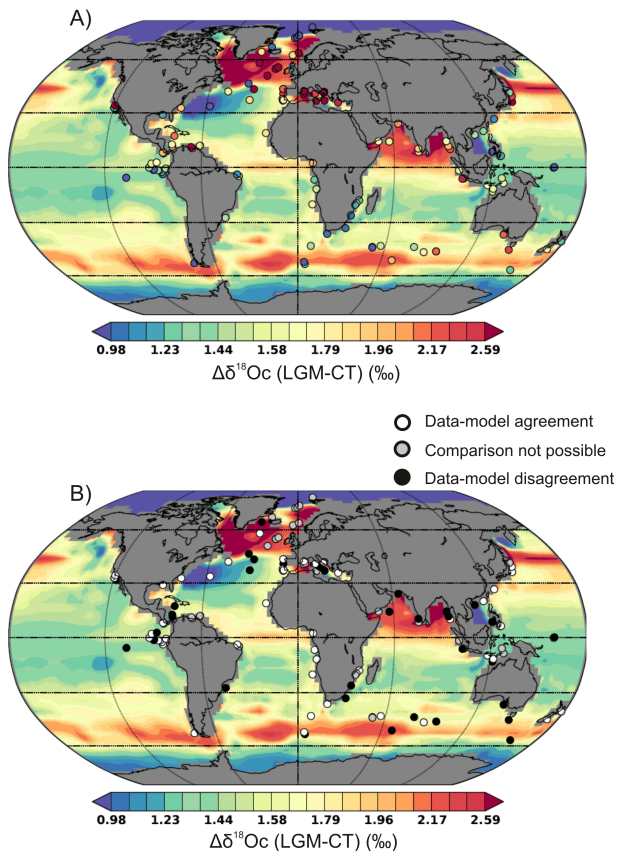 A)
0.98 1.23 1.44 1.58 1.79 1.96 2.17 2.59
Δδ¹⁸Oc (LGM-CT) (‰)
Data-model agreement
Comparison not possible
Data-model disagreement
B)
0.98 1.23 1.44 1.58 1.79 1.96 2.17 2.59
Δδ¹⁸Oc (LGM-CT) (‰)